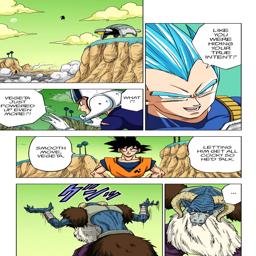 LIKE
YOU WERE
HIDING
YOUR
TRUE
INTENT?
WHAT
?!
VEGETA
JUST
POWERED
UP EVEN
MORE?!
LETTING
HIM GET ALL
COCKY SO
HE'D TALK.
SMOOTH
MOVE,
VEGETA.
...